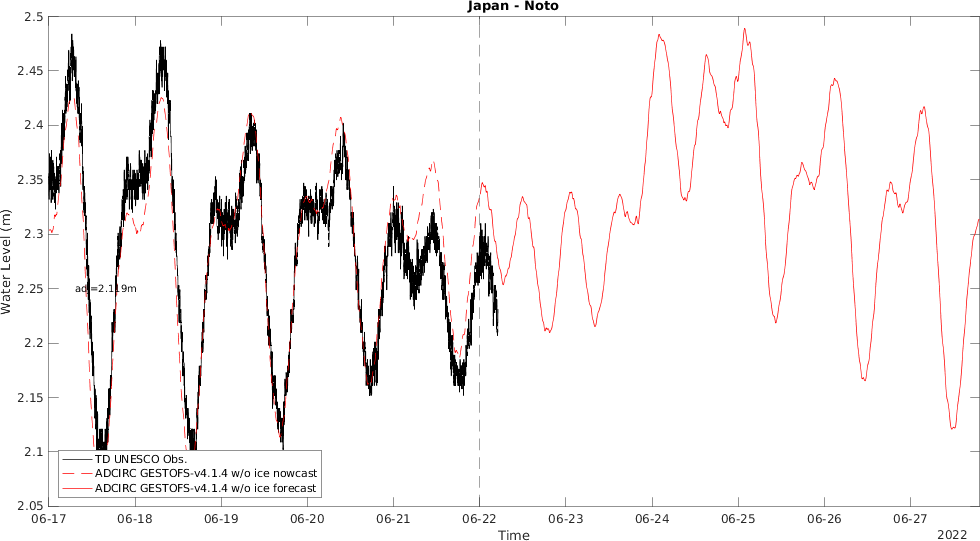 Japan - Noto
2.5
2.45
2.4
2.35
2.3
2.25
2.2
2.15
2.1
2.05
Water Level (m)
adj=2.119m
TD UNESCO Obs.
ADCIRC GESTOFS-v4.1.4 w/o ice nowcast
ADCIRC GESTOFS-v4.1.4 w/o ice forecast
06-17 06-18 06-19 06-20 06-21 06-22 06-23 06-24 06-25 06-26 06-27
Time
2022